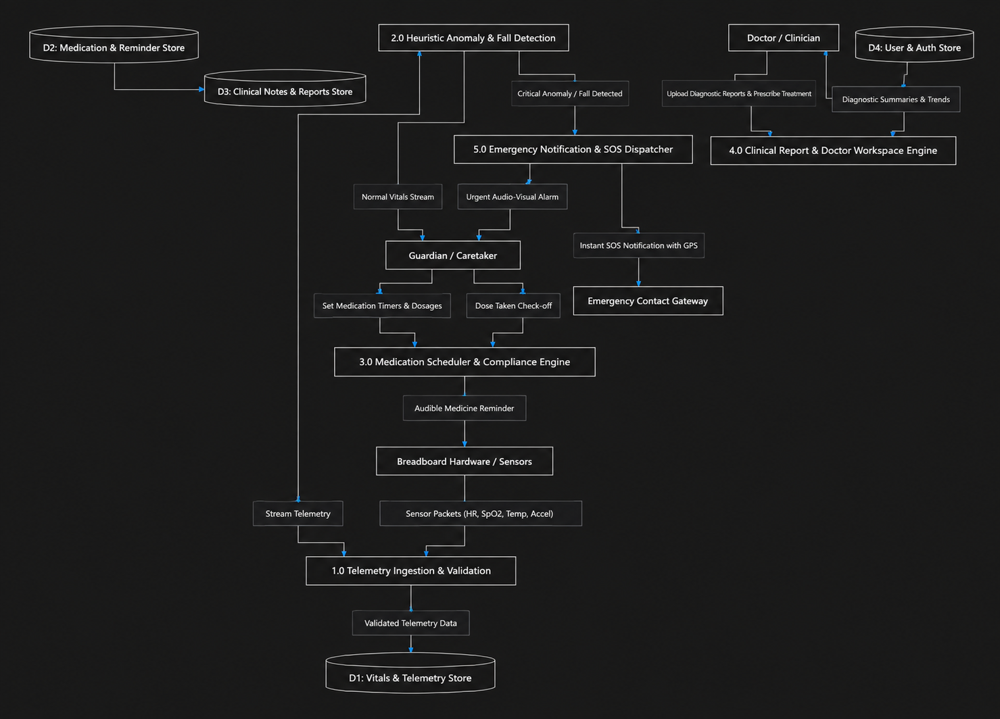 2.0 Heuristic Anomaly & Fall Detection
Doctor / Clinician
D2: Medication & Reminder Store
D4: User & Auth Store
D3: Clinical Notes & Reports Store
Critical Anomaly / Fall Detected
Upload Diagnostic Reports & Prescribe Treatment
Diagnostic Summaries & Trends
5.0 Emergency Notification & SOS Dispatcher
4.0 Clinical Report & Doctor Workspace Engine
Normal Vitals Stream
Urgent Audio-Visual Alarm
Instant SOS Notification with GPS
Guardian / Caretaker
Emergency Contact Gateway
Set Medication Timers & Dosages
Dose Taken Check-off
3.0 Medication Scheduler & Compliance Engine
Audible Medicine Reminder
Breadboard Hardware / Sensors
Stream Telemetry
Sensor Packets (HR, SpO2, Temp, Accel)
1.0 Telemetry Ingestion & Validation
Validated Telemetry Data
D1: Vitals & Telemetry Store